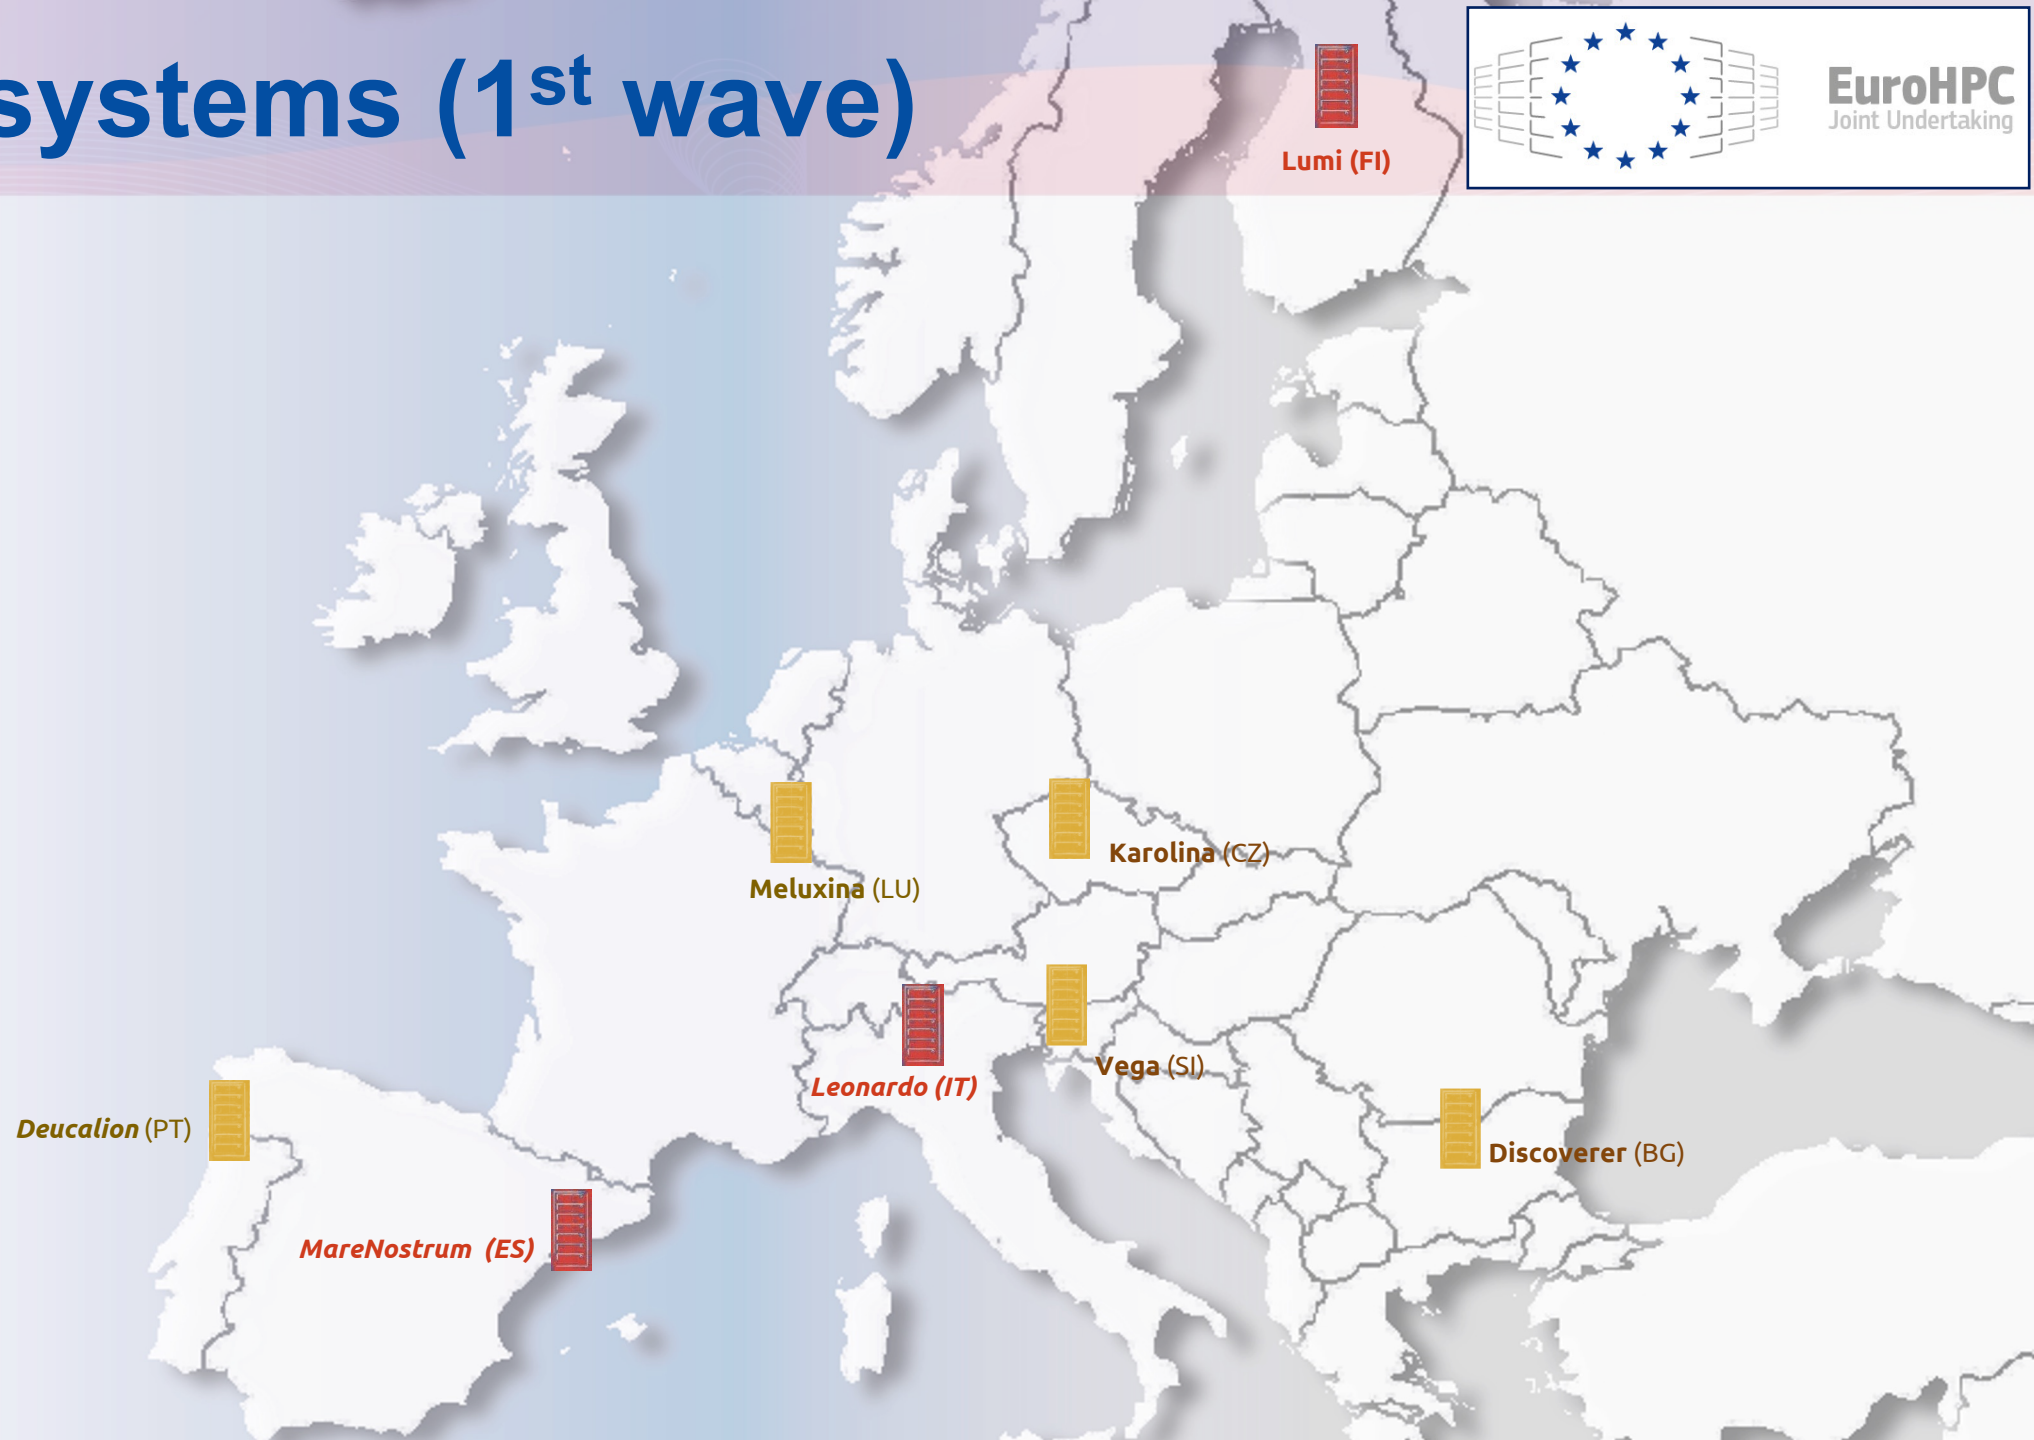 systems (1st wave)
EuroHPC
Joint Undertaking
Lumi (FI)
Karolina (CZ)
Meluxina (LU)
Vega (SI)
Leonardo (IT)
Deucalion (PT)
Discoverer (BG)
MareNostrum (ES)